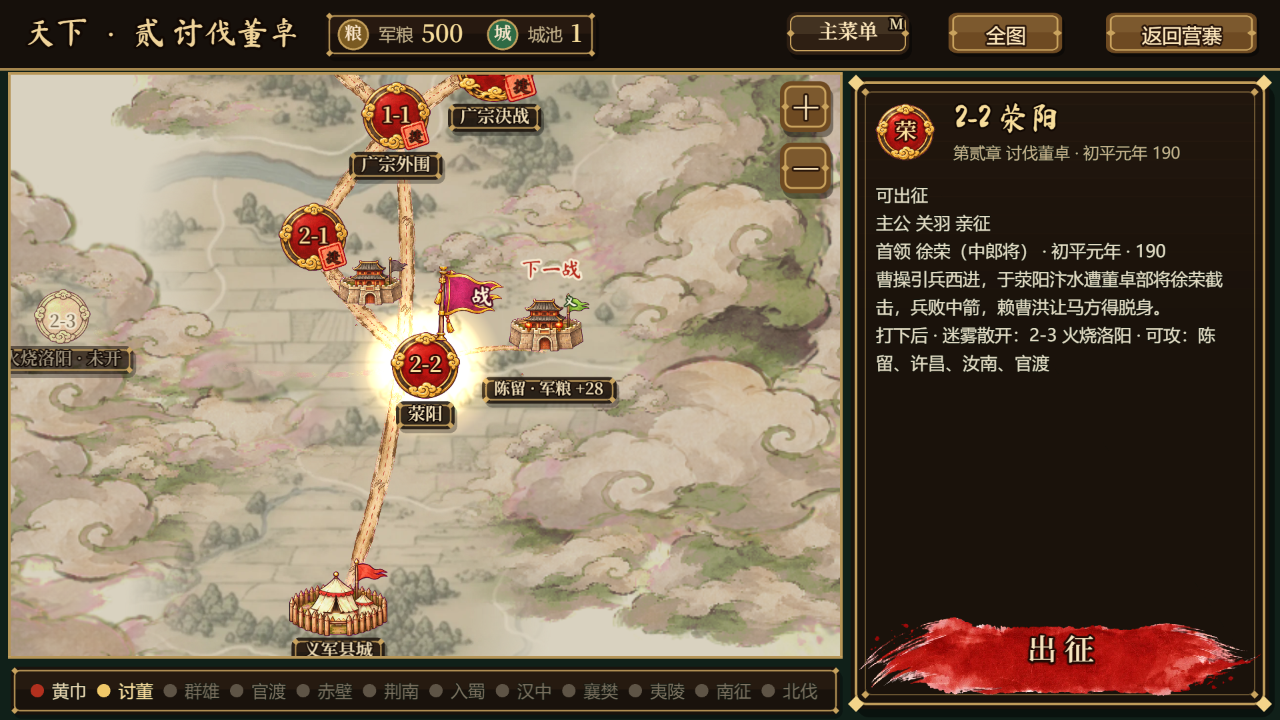 天下 · 贰 讨伐董卓
粮 军粮 500 城 城池 1
主菜单 M
全图
返回营寨
1-1
广宗外围
广宗决战
2-1
2-3
火烧洛阳 · 未开
战
下一战
2-2
荥阳
陈留 · 军粮 +28
义军县城
荣
2-2 荥阳
第贰章 讨伐董卓 · 初平元年 190
可出征
主公 关羽 亲征
首领 徐荣（中郎将） · 初平元年 · 190
曹操引兵西进，于荥阳汴水遭董卓部将徐荣截
击，兵败中箭，赖曹洪让马方得脱身。
打下后 · 迷雾散开：2-3 火烧洛阳 · 可攻：陈
留、许昌、汝南、官渡
出征
黄巾 讨董 群雄 官渡 赤壁 荆南 入蜀 汉中 襄樊 夷陵 南征 北伐